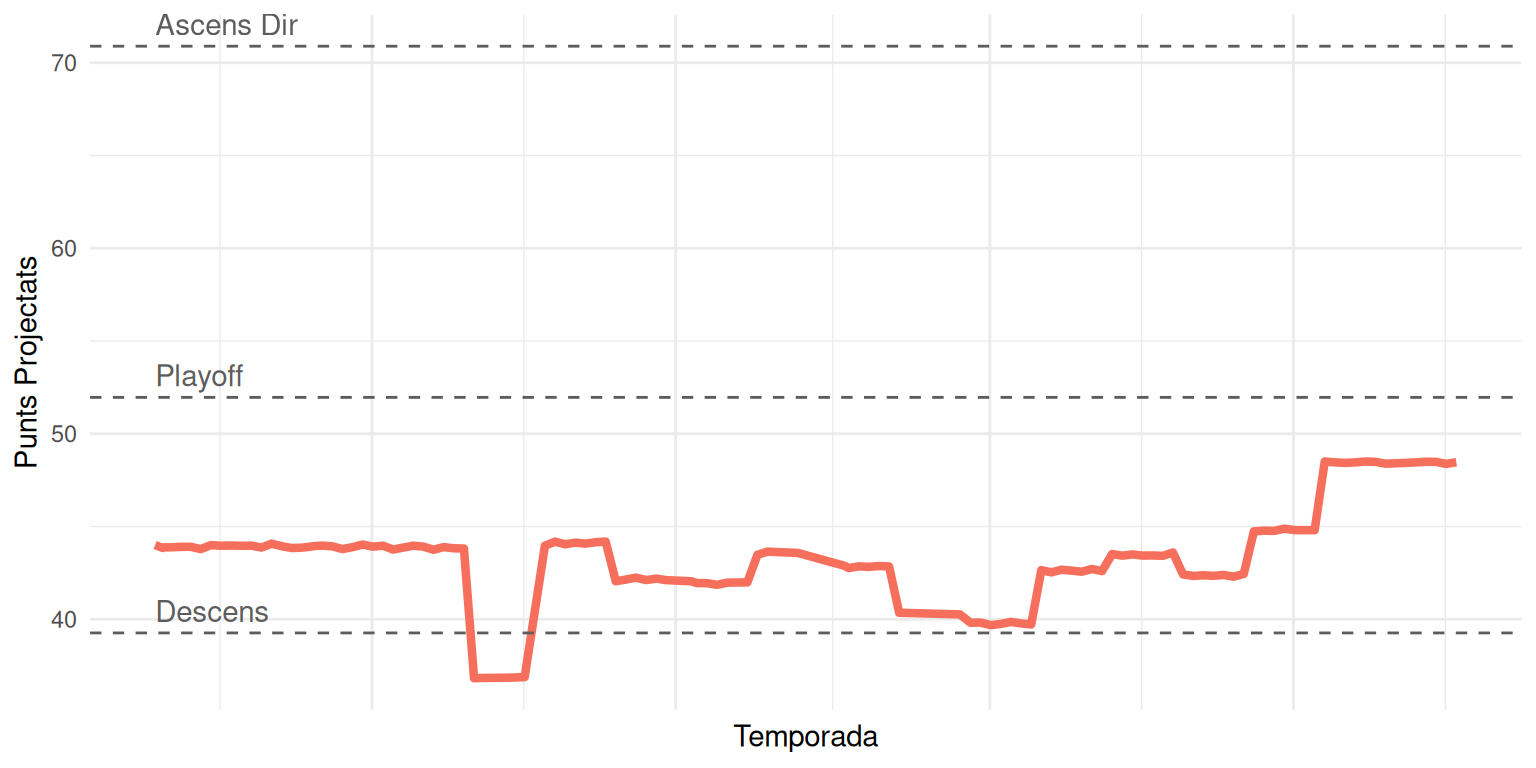 Ascens Dir
70
60
Playoff
50
Descens
40
Punts Projectats
Temporada